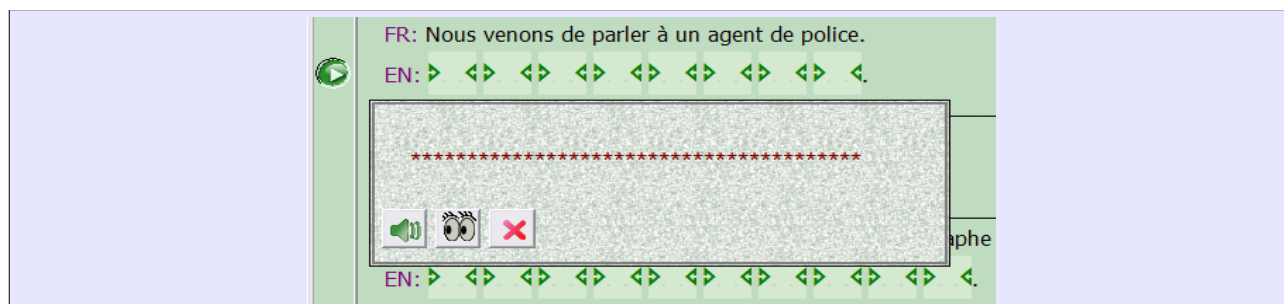 FR: Nous venons de parler à un agent de police.
EN: .
****************************************
aphe
EN: .